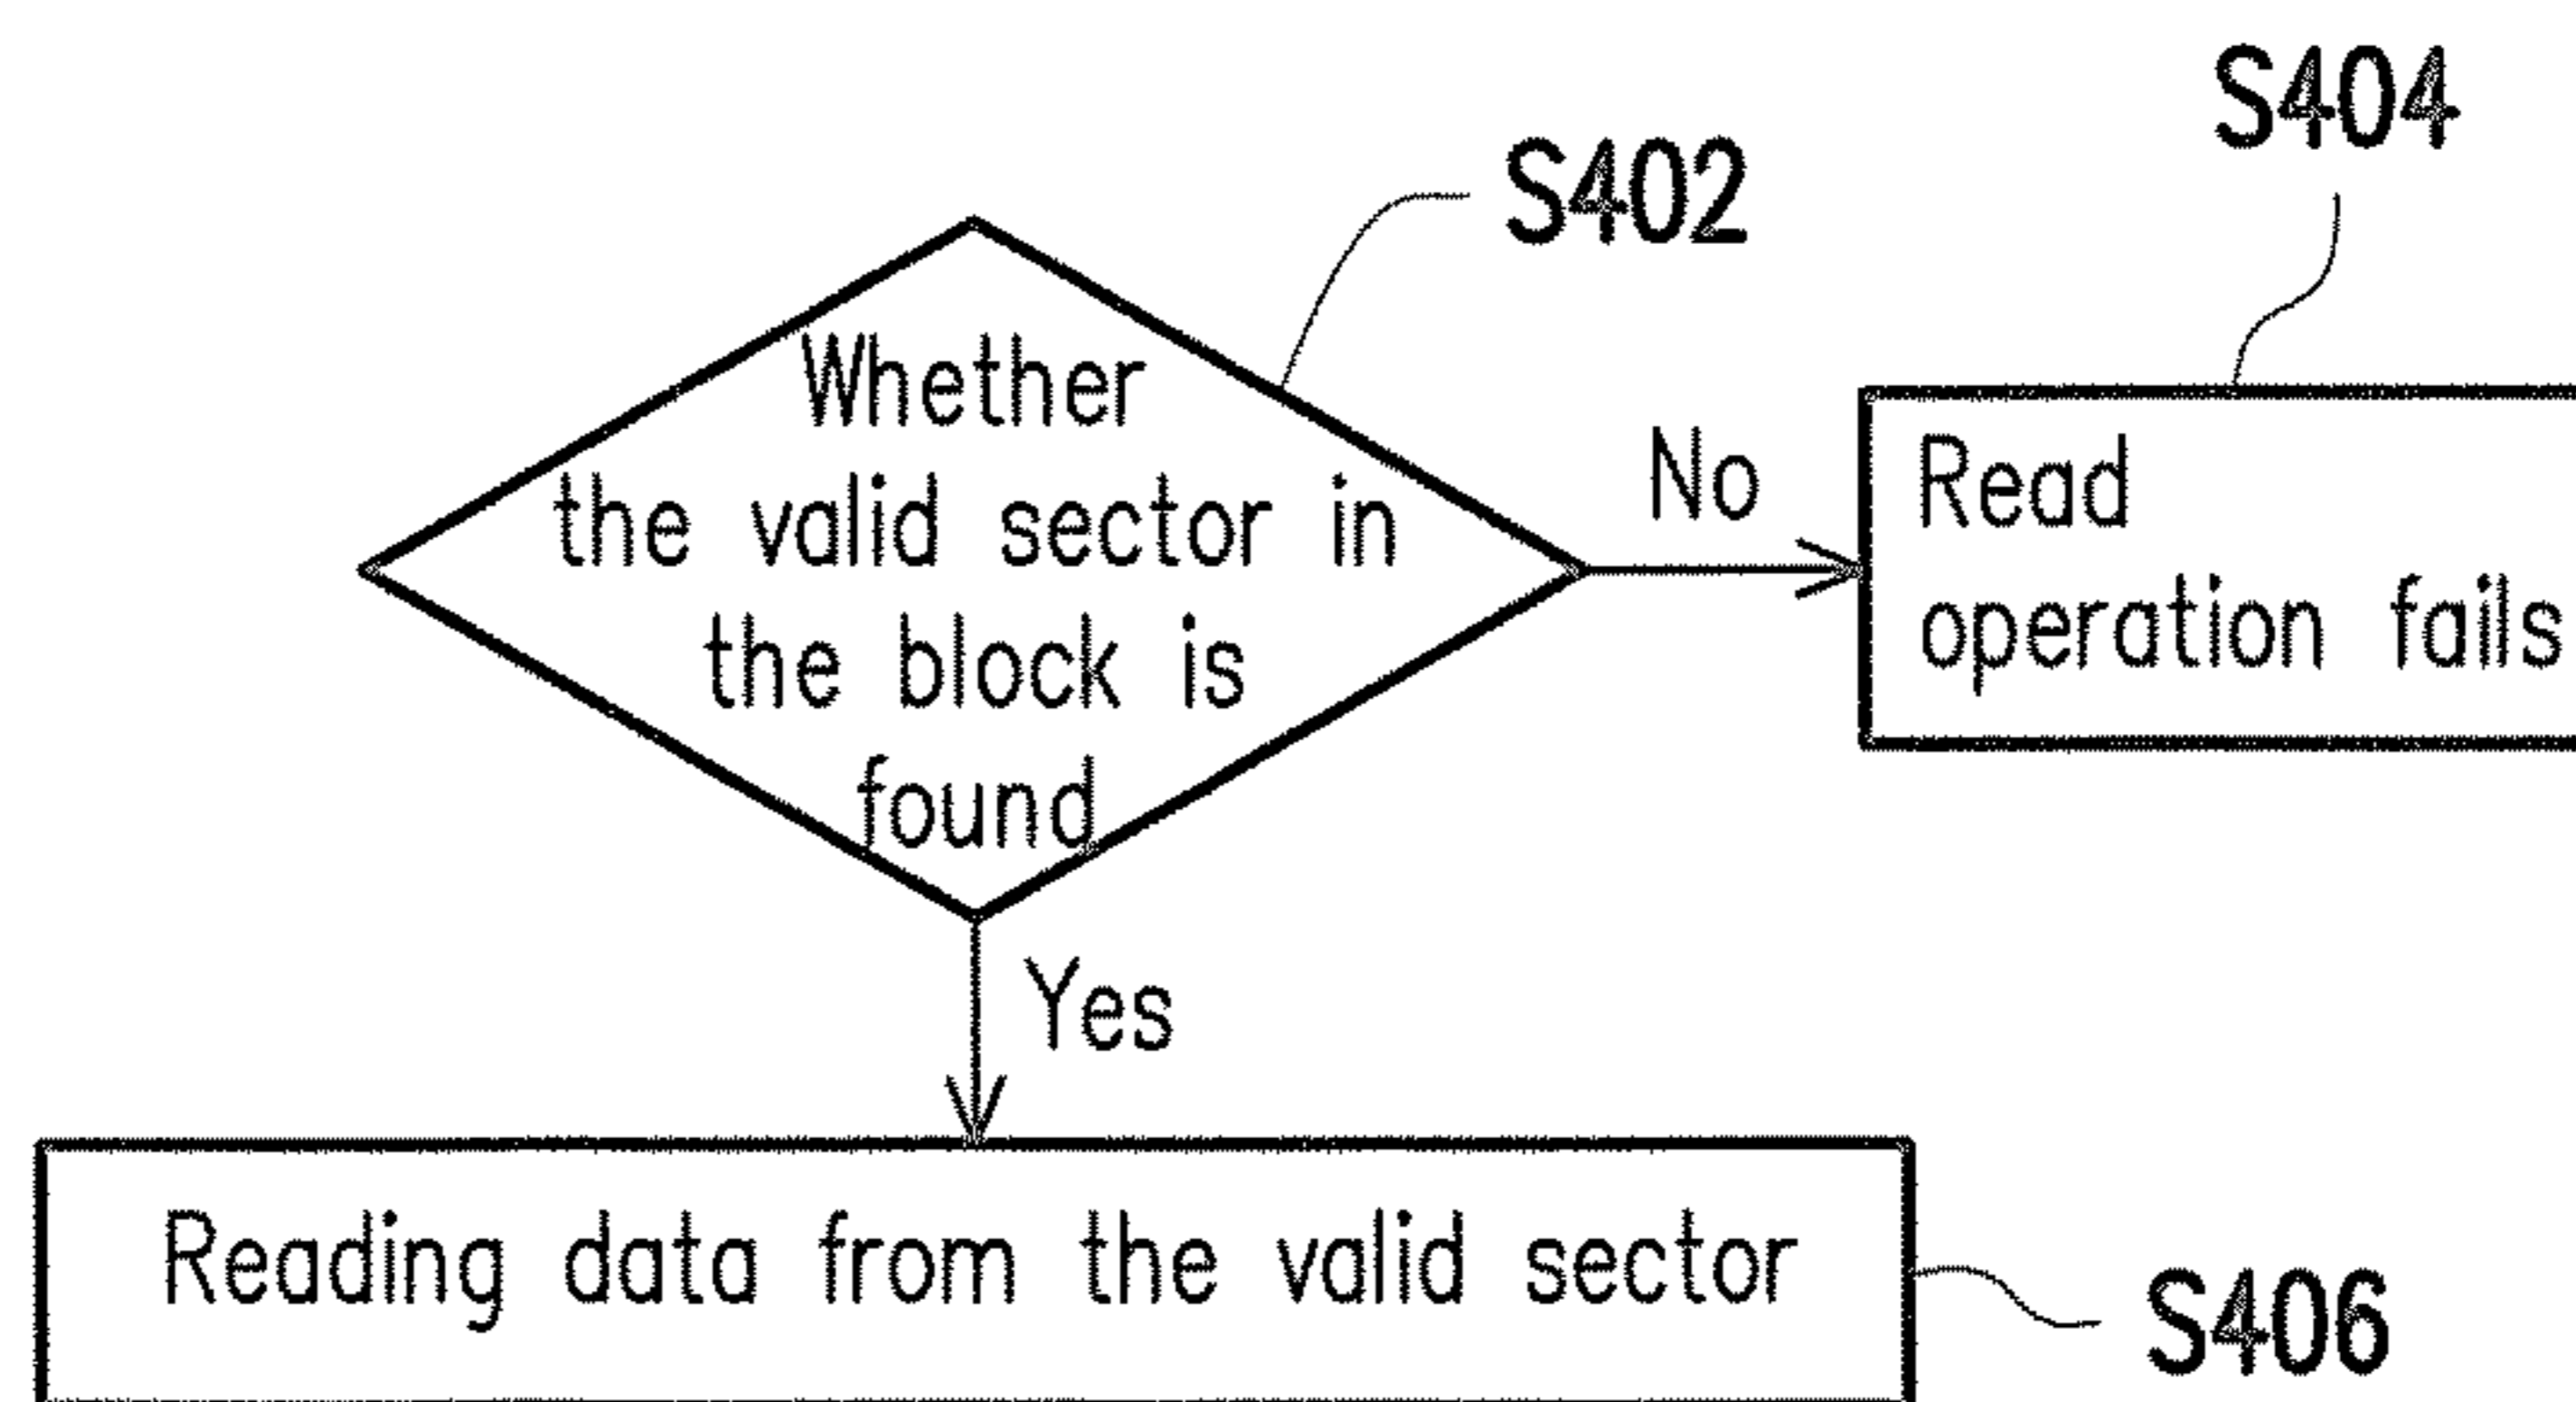 S404
S402
Whether
the valid sector in
the block is
found
No
Read
operation fails
Yes
Reading data from the valid sector
S406